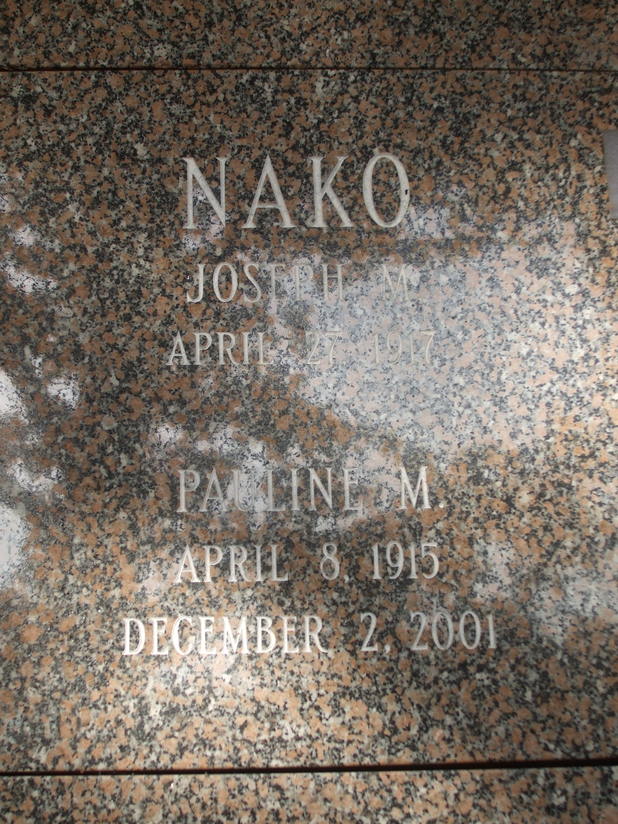 NAKO
JOSEPH M.
APRIL 27, 1917
PAULINE M.
APRIL 8, 1915
DECEMBER 2, 2001